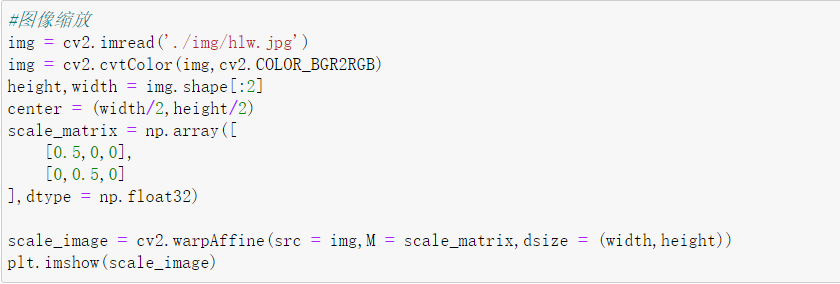 #图像缩放
img = cv2.imread('./img/hlw.jpg')
img = cv2.cvtColor(img,cv2.COLOR_BGR2RGB)
height,width = img.shape[:2]
center = (width/2,height/2)
scale_matrix = np.array([
    [0.5,0,0],
    [0,0.5,0]
],dtype = np.float32)
scale_image = cv2.warpAffine(src = img,M = scale_matrix,dsize = (width,height))
plt.imshow(scale_image)